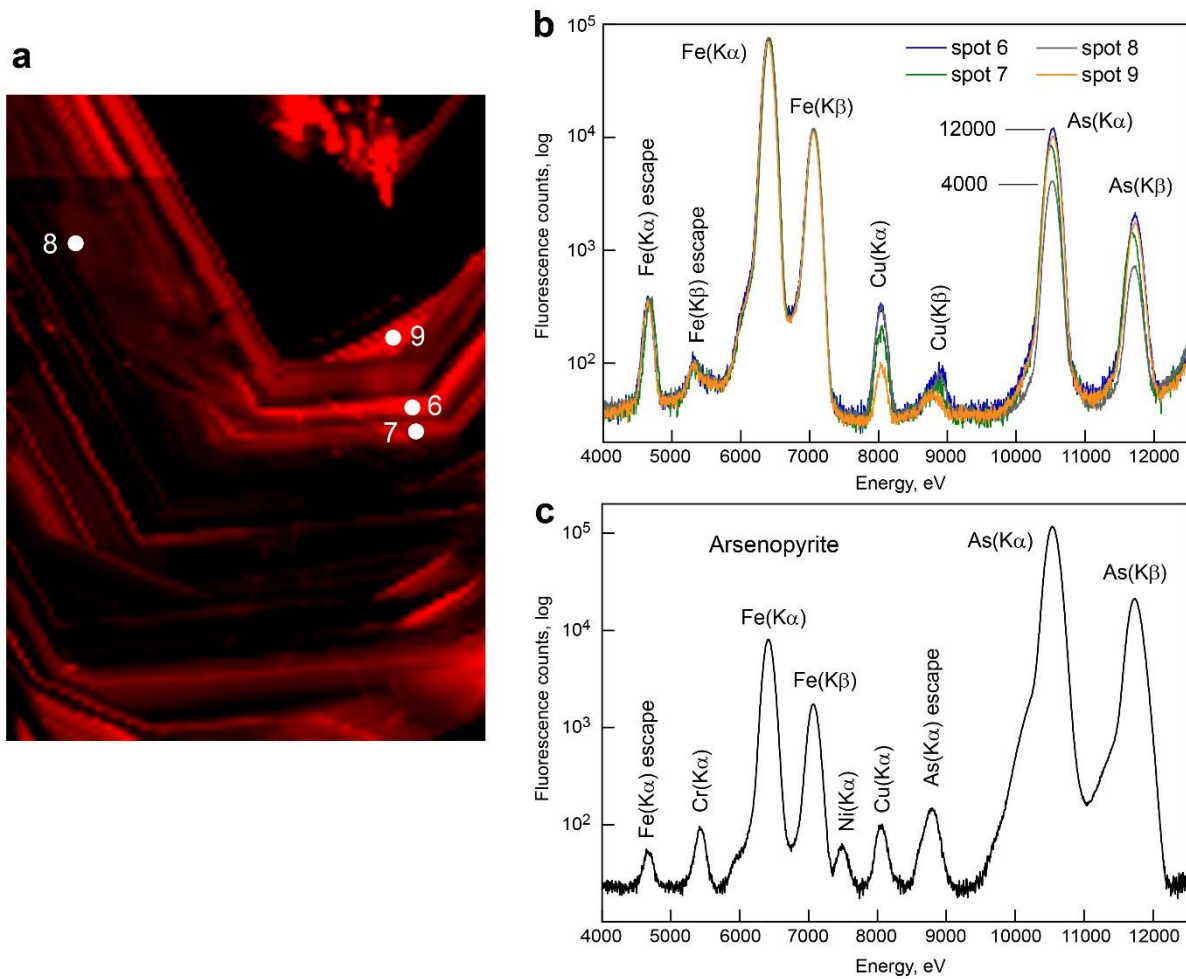 a
8
9
6
7
b
Fluorescence counts, log
10⁵
10⁴
10³
10²
Fe(Kα) escape
Fe(Kβ) escape
Fe(Kα)
Fe(Kβ)
Cu(Kα)
Cu(Kβ)
spot 6
spot 8
spot 7
spot 9
12000
4000
As(Kα)
As(Kβ)
4000 5000 6000 7000 8000 9000 10000 11000 12000
Energy, eV
c
Fluorescence counts, log
10⁵
10⁴
10³
10²
Arsenopyrite
Fe(Kα) escape
Cr(Kα)
Fe(Kα)
Fe(Kβ)
Ni(Kα)
Cu(Kα)
As(Kα) escape
As(Kα)
As(Kβ)
4000 5000 6000 7000 8000 9000 10000 11000 12000
Energy, eV